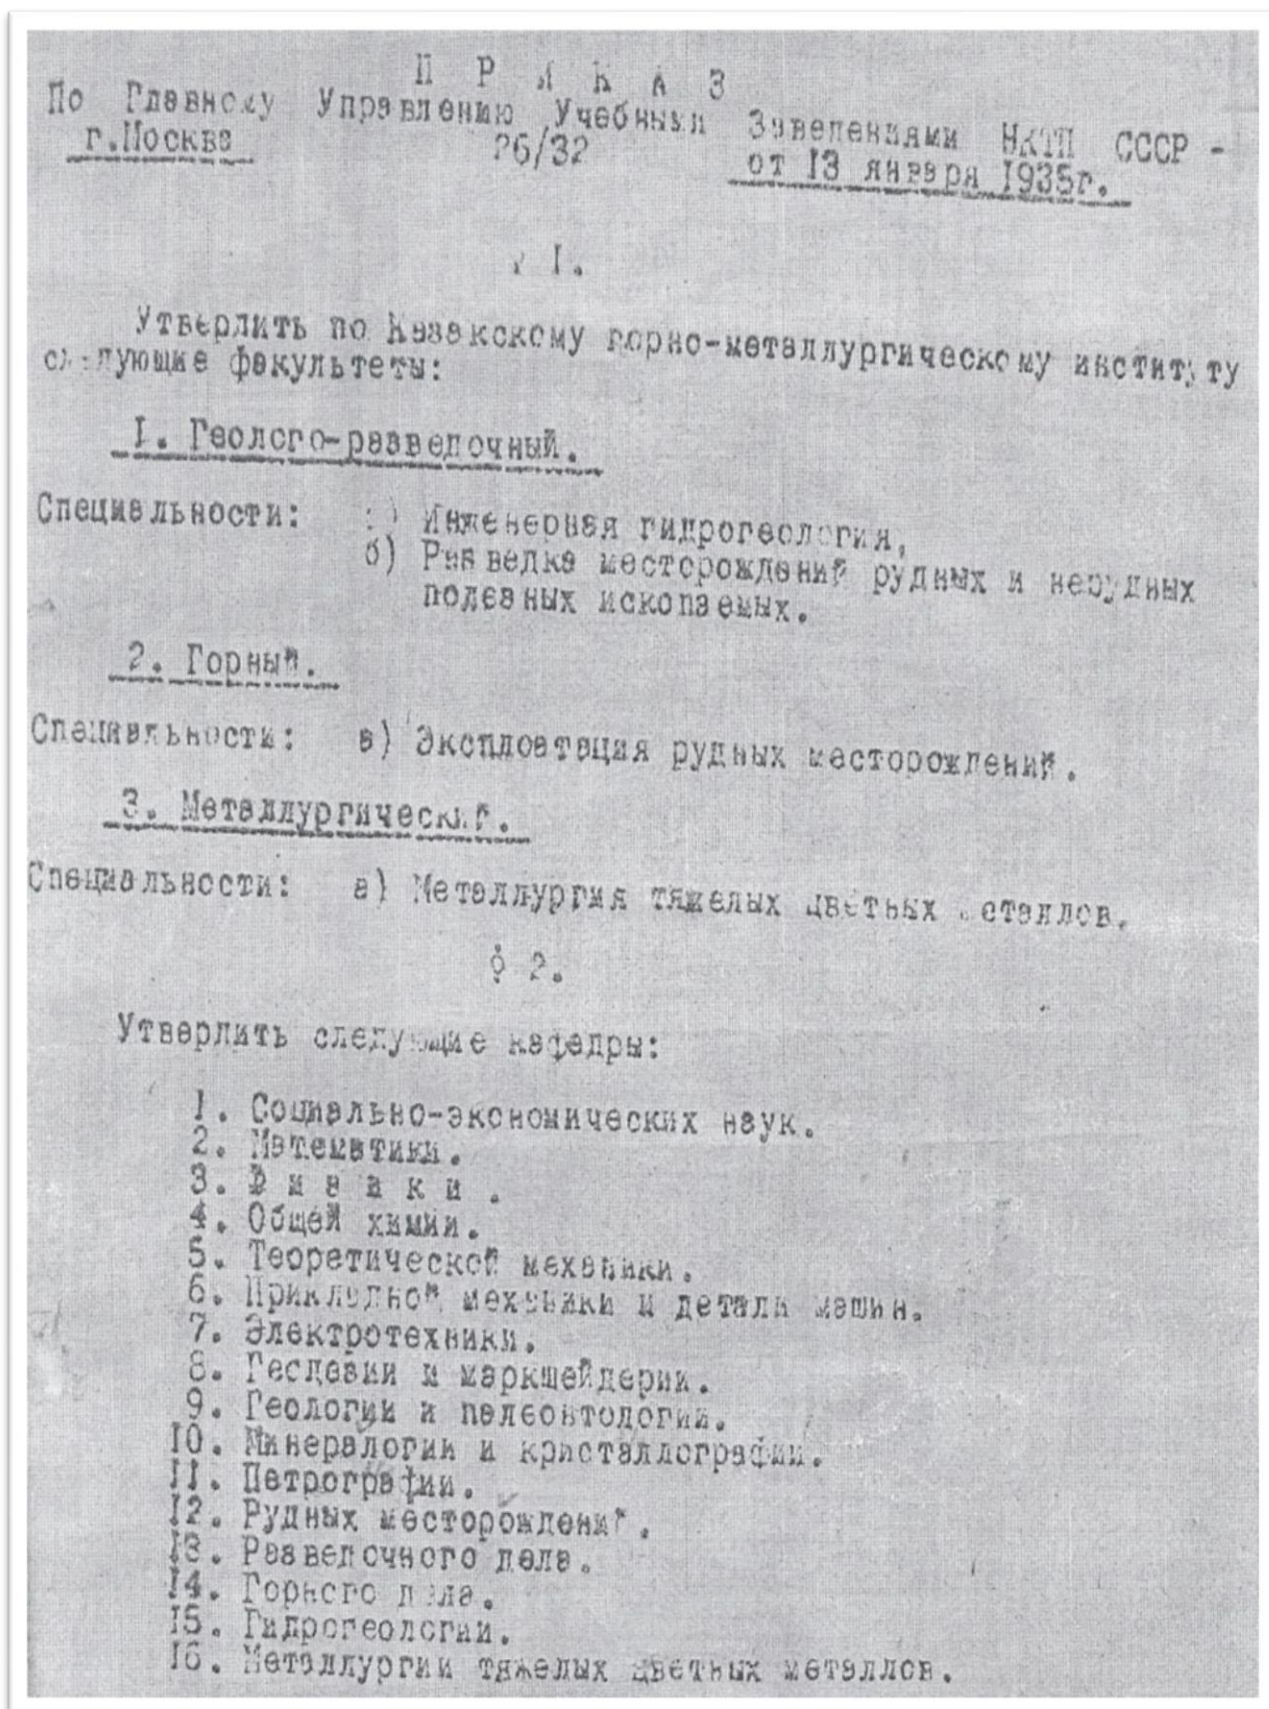 П Р И К А З
По Главному Управлению Учебными Заведениями НКТП СССР -
г.Москва 26/32 от 13 января 1935г.
§ I.
Утвердить по Казакскому горно-металлургическому институту
следующие факультеты:
I. Геолого-разведочный.
Специальности: а) Инженерная гидрогеология,
б) Разведка месторождений рудных и нерудных
полезных ископаемых.
2. Горный.
Специальности: а) Эксплоатация рудных месторождений.
3. Металлургический.
Специальности: а) Металлургия тяжелых цветных металлов.
§ 2.
Утвердить следующие кафедры:
1. Социально-экономических наук.
2. Математики.
3. Ф и з и к и .
4. Общей химии.
5. Теоретической механики.
6. Прикладной механики и детали машин.
7. Электротехники.
8. Геодезии и маркшейдерии.
9. Геологии и палеонтологии.
10. Минералогии и кристаллографии.
11. Петрографии.
12. Рудных месторождений.
13. Разведочного дела.
14. Горного дела.
15. Гидрогеологии.
16. Металлургии тяжелых цветных металлов.